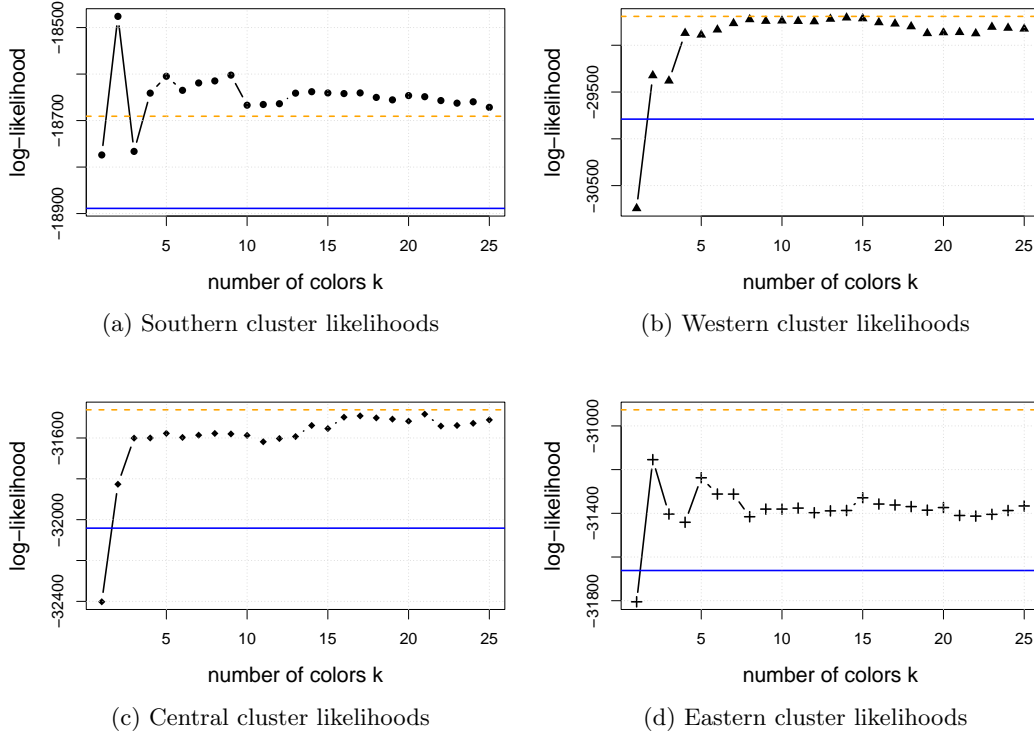 −18500
−18700
−18900
log−likelihood
5
10
15
20
25
number of colors k
(a) Southern cluster likelihoods
−29500
−30500
log−likelihood
5
10
15
20
25
number of colors k
(b) Western cluster likelihoods
−31600
−32000
−32400
log−likelihood
5
10
15
20
25
number of colors k
(c) Central cluster likelihoods
−31000
−31400
−31800
log−likelihood
5
10
15
20
25
number of colors k
(d) Eastern cluster likelihoods